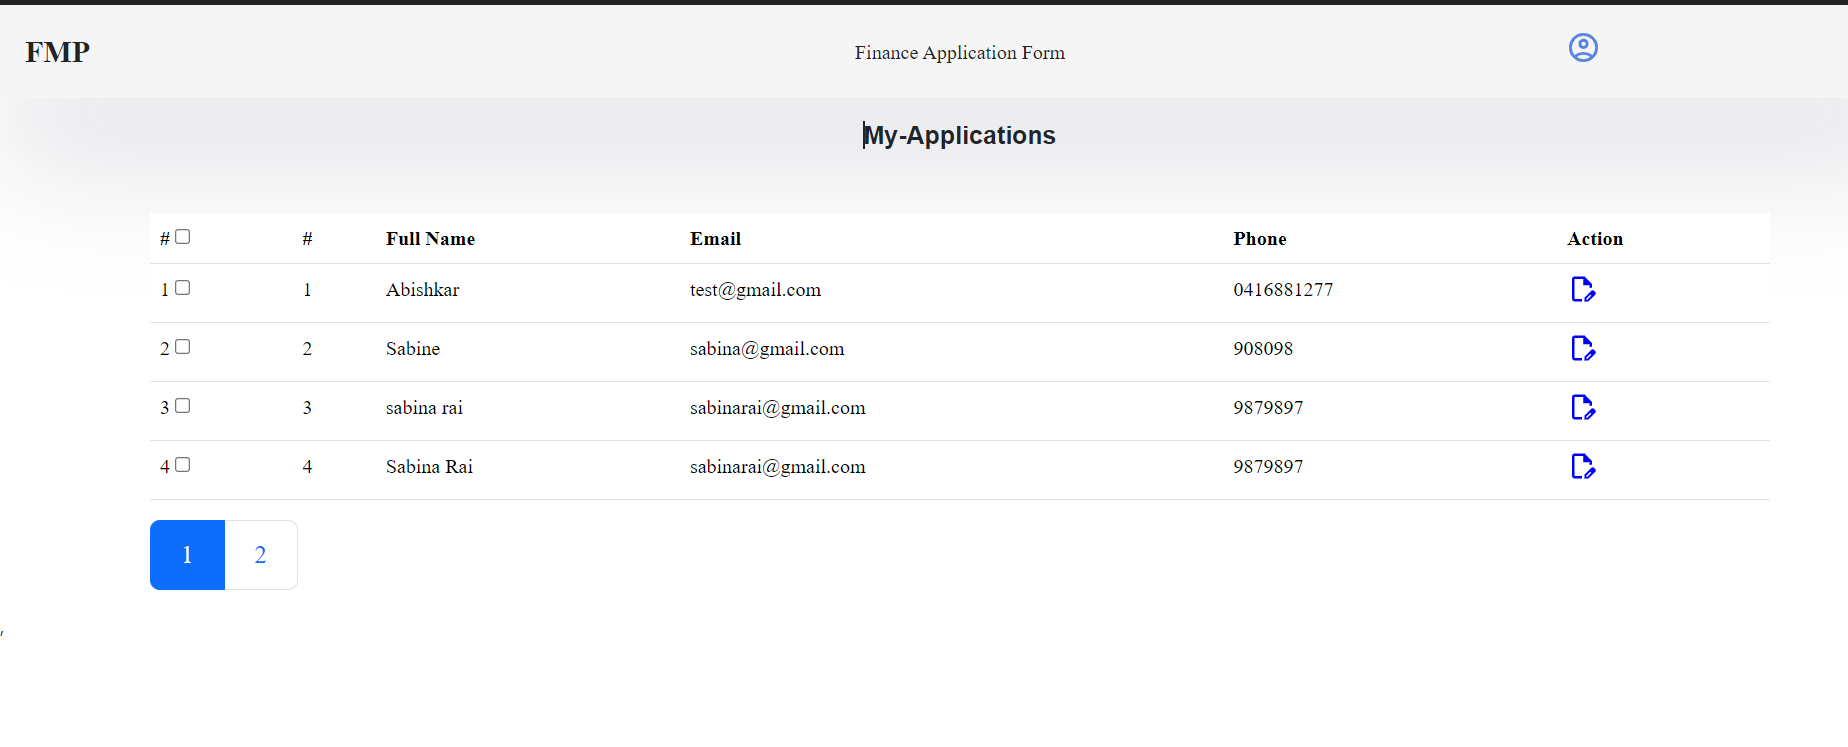 FMP Finance Application Form
My-Applications
# # Full Name Email Phone Action
1 1 Abishkar test@gmail.com 0416881277
2 2 Sabine sabina@gmail.com 908098
3 3 sabina rai sabinarai@gmail.com 9879897
4 4 Sabina Rai sabinarai@gmail.com 9879897
1 2
,